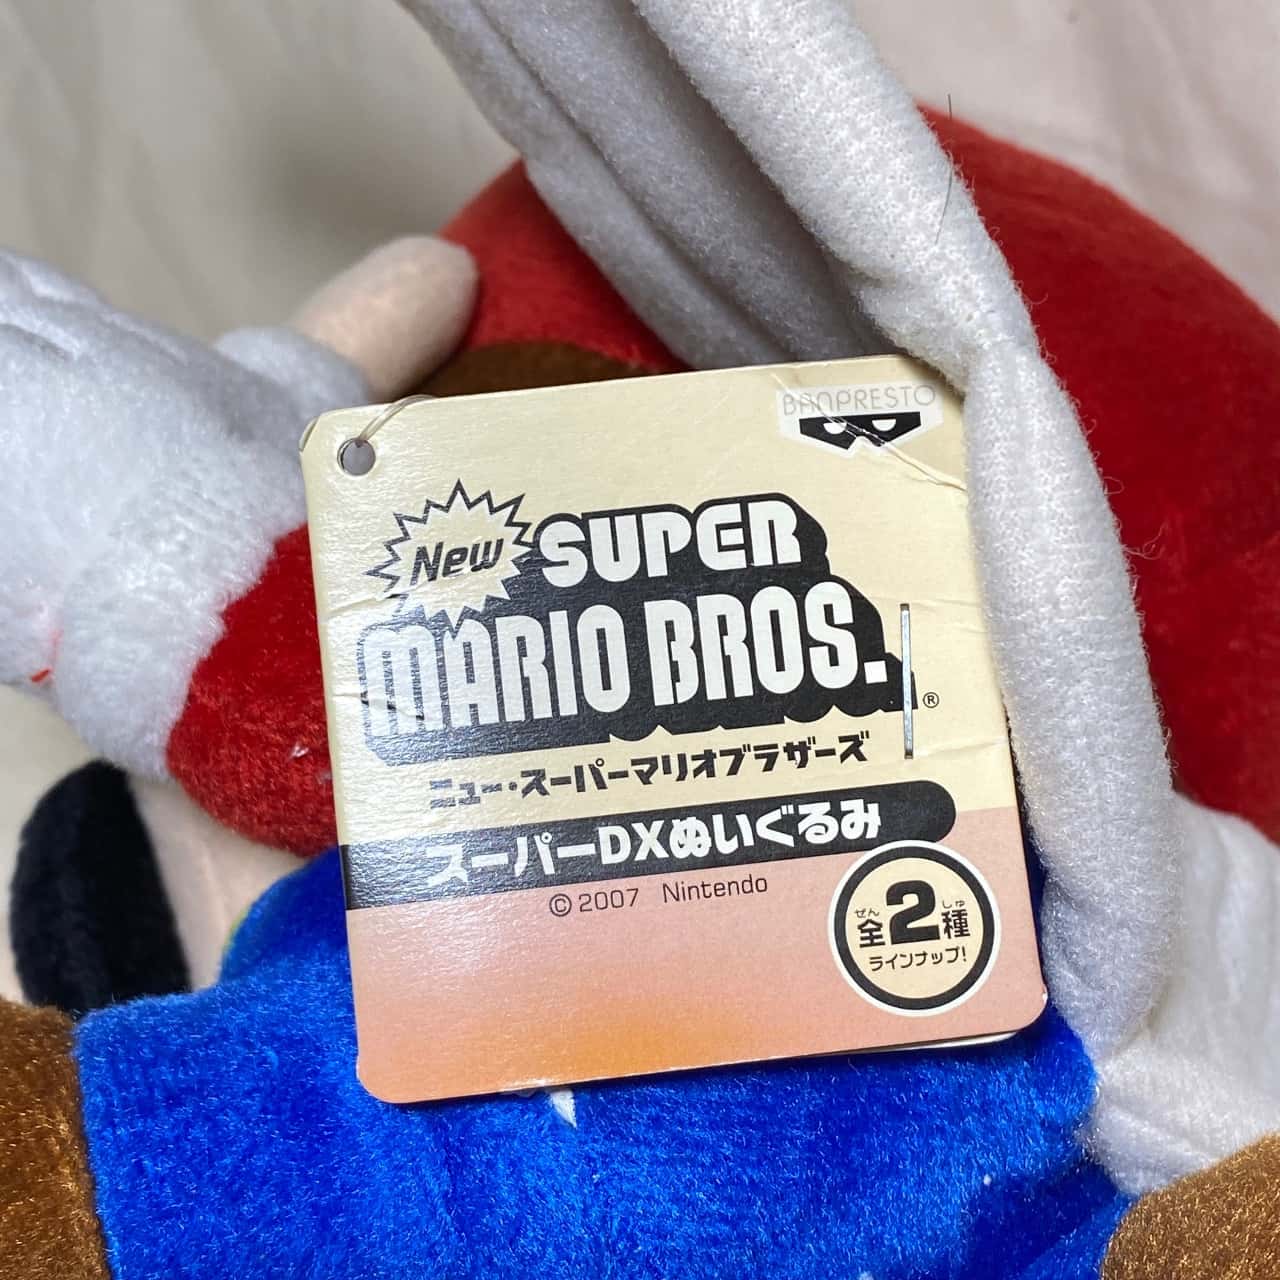 BANPRESTO
New SUPER
MARIO BROS.
®
ニュー・スーパーマリオブラザーズ
スーパーDXぬいぐるみ
© 2007 Nintendo
ぜん しゅ
全2種
ラインナップ!